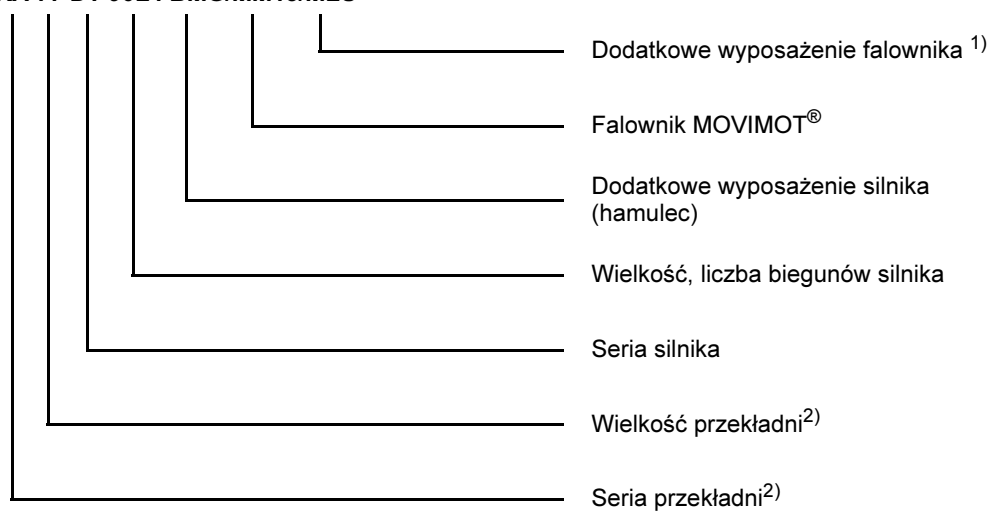 Dodatkowe wyposażenie falownika 1)
Falownik MOVIMOT®
Dodatkowe wyposażenie silnika
(hamulec)
Wielkość, liczba biegunów silnika
Seria silnika
Wielkość przekładni2)
Seria przekładni2)